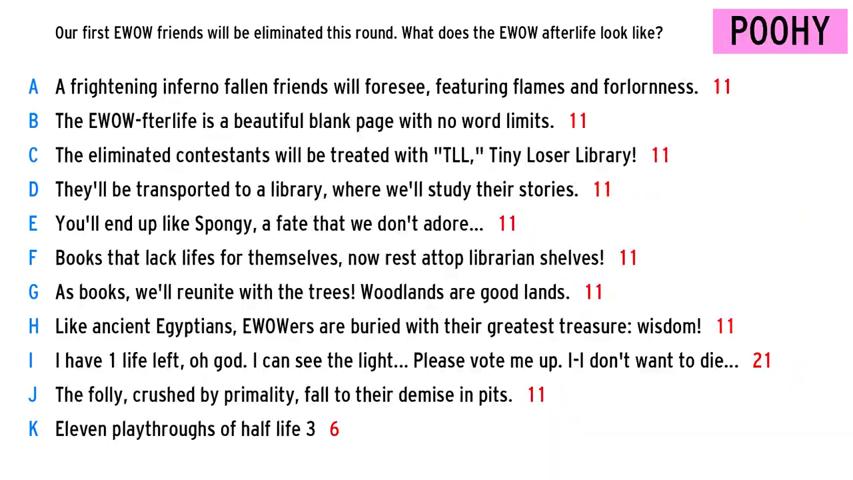 Our first EWOW friends will be eliminated this round. What does the EWOW afterlife look like?
POOHY
A A frightening inferno fallen friends will foresee, featuring flames and forlornness. 11
B The EWOW-fterlife is a beautiful blank page with no word limits. 11
C The eliminated contestants will be treated with "TLL," Tiny Loser Library! 11
D They'll be transported to a library, where we'll study their stories. 11
E You'll end up like Spongy, a fate that we don't adore... 11
F Books that lack lifes for themselves, now rest attop librarian shelves! 11
G As books, we'll reunite with the trees! Woodlands are good lands. 11
H Like ancient Egyptians, EWOWers are buried with their greatest treasure: wisdom! 11
I I have 1 life left, oh god. I can see the light... Please vote me up. I-I don't want to die... 21
J The folly, crushed by primality, fall to their demise in pits. 11
K Eleven playthroughs of half life 3 6